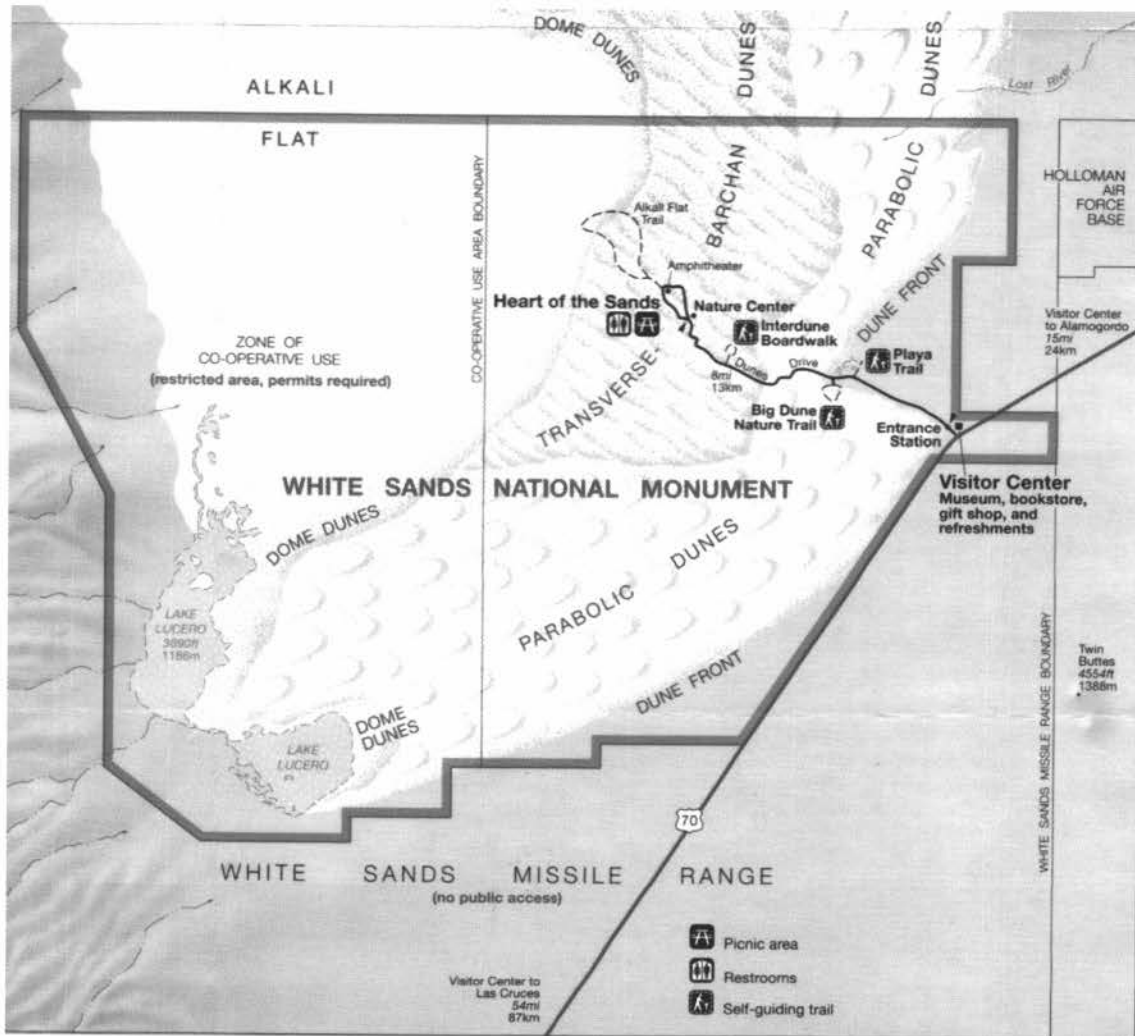 DOME DUNES
DUNES
DUNES
Lost River
ALKALI
FLAT
HOLLOMAN
AIR
FORCE
BASE
CO-OPERATIVE USE AREA BOUNDARY
BARCHAN
PARABOLIC
Alkali Flat
Trail
Amphitheater
DUNE FRONT
Heart of the Sands
Nature Center
Interdune
Boardwalk
Visitor Center
to Alamogordo
15mi
24km
ZONE OF
CO-OPERATIVE USE
(restricted area, permits required)
TRANSVERSE-
Dunes Drive
8mi
13km
Playa
Trail
Big Dune
Nature Trail
Entrance
Station
WHITE SANDS NATIONAL MONUMENT
Visitor Center
Museum, bookstore,
gift shop, and
refreshments
DOME DUNES
PARABOLIC DUNES
LAKE
LUCERO
3890ft
1186m
DUNE FRONT
Twin
Buttes
4554ft
1388m
DOME
DUNES
LAKE
LUCERO
WHITE SANDS MISSILE RANGE BOUNDARY
70
WHITE SANDS MISSILE RANGE
(no public access)
Picnic area
Restrooms
Self-guiding trail
Visitor Center to
Las Cruces
54mi
87km